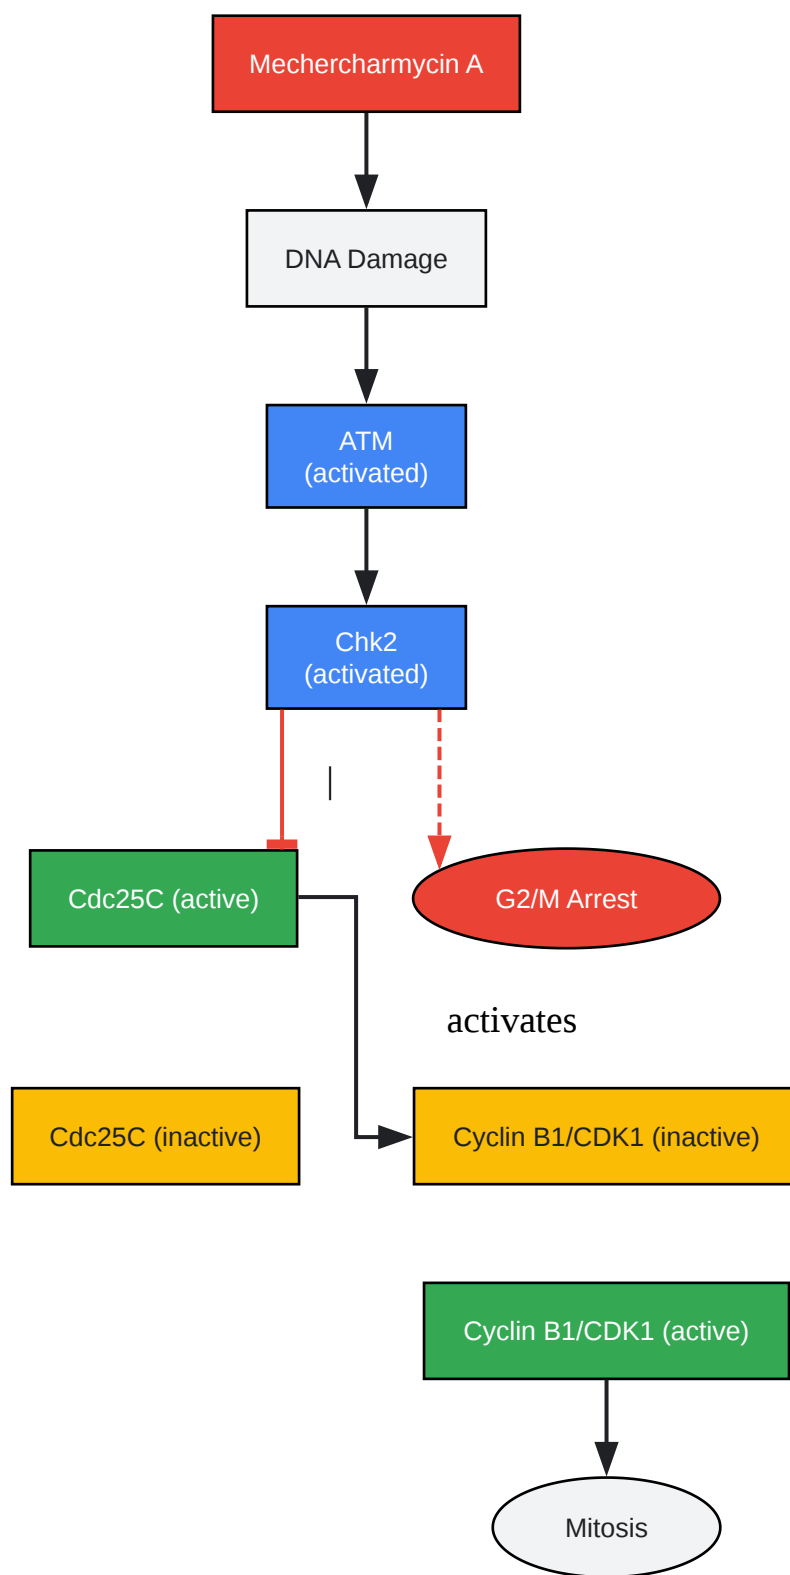 Mechercharmycin A
DNA Damage
ATM
(activated)
Chk2
(activated)
|
Cdc25C (active)
G2/M Arrest
activates
Cdc25C (inactive)
Cyclin B1/CDK1 (inactive)
Cyclin B1/CDK1 (active)
Mitosis